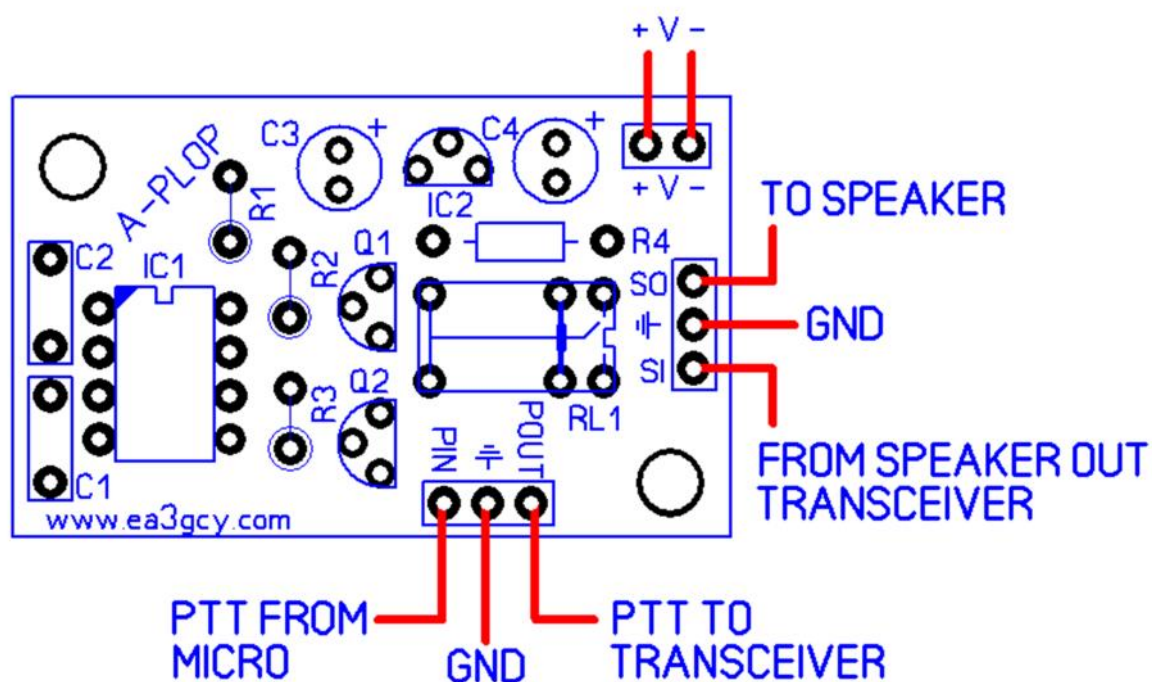 + V -
A-PLOP
C3
+
C4
+
+ V -
IC2
R1
TO SPEAKER
C2
IC1
R2
Q1
R4
SO
GND
SI
Q2
R3
RL1
C1
PIN
POUT
FROM SPEAKER OUT
TRANSCEIVER
www.ea3gcy.com
PTT FROM
MICRO
GND
PTT TO
TRANSCEIVER